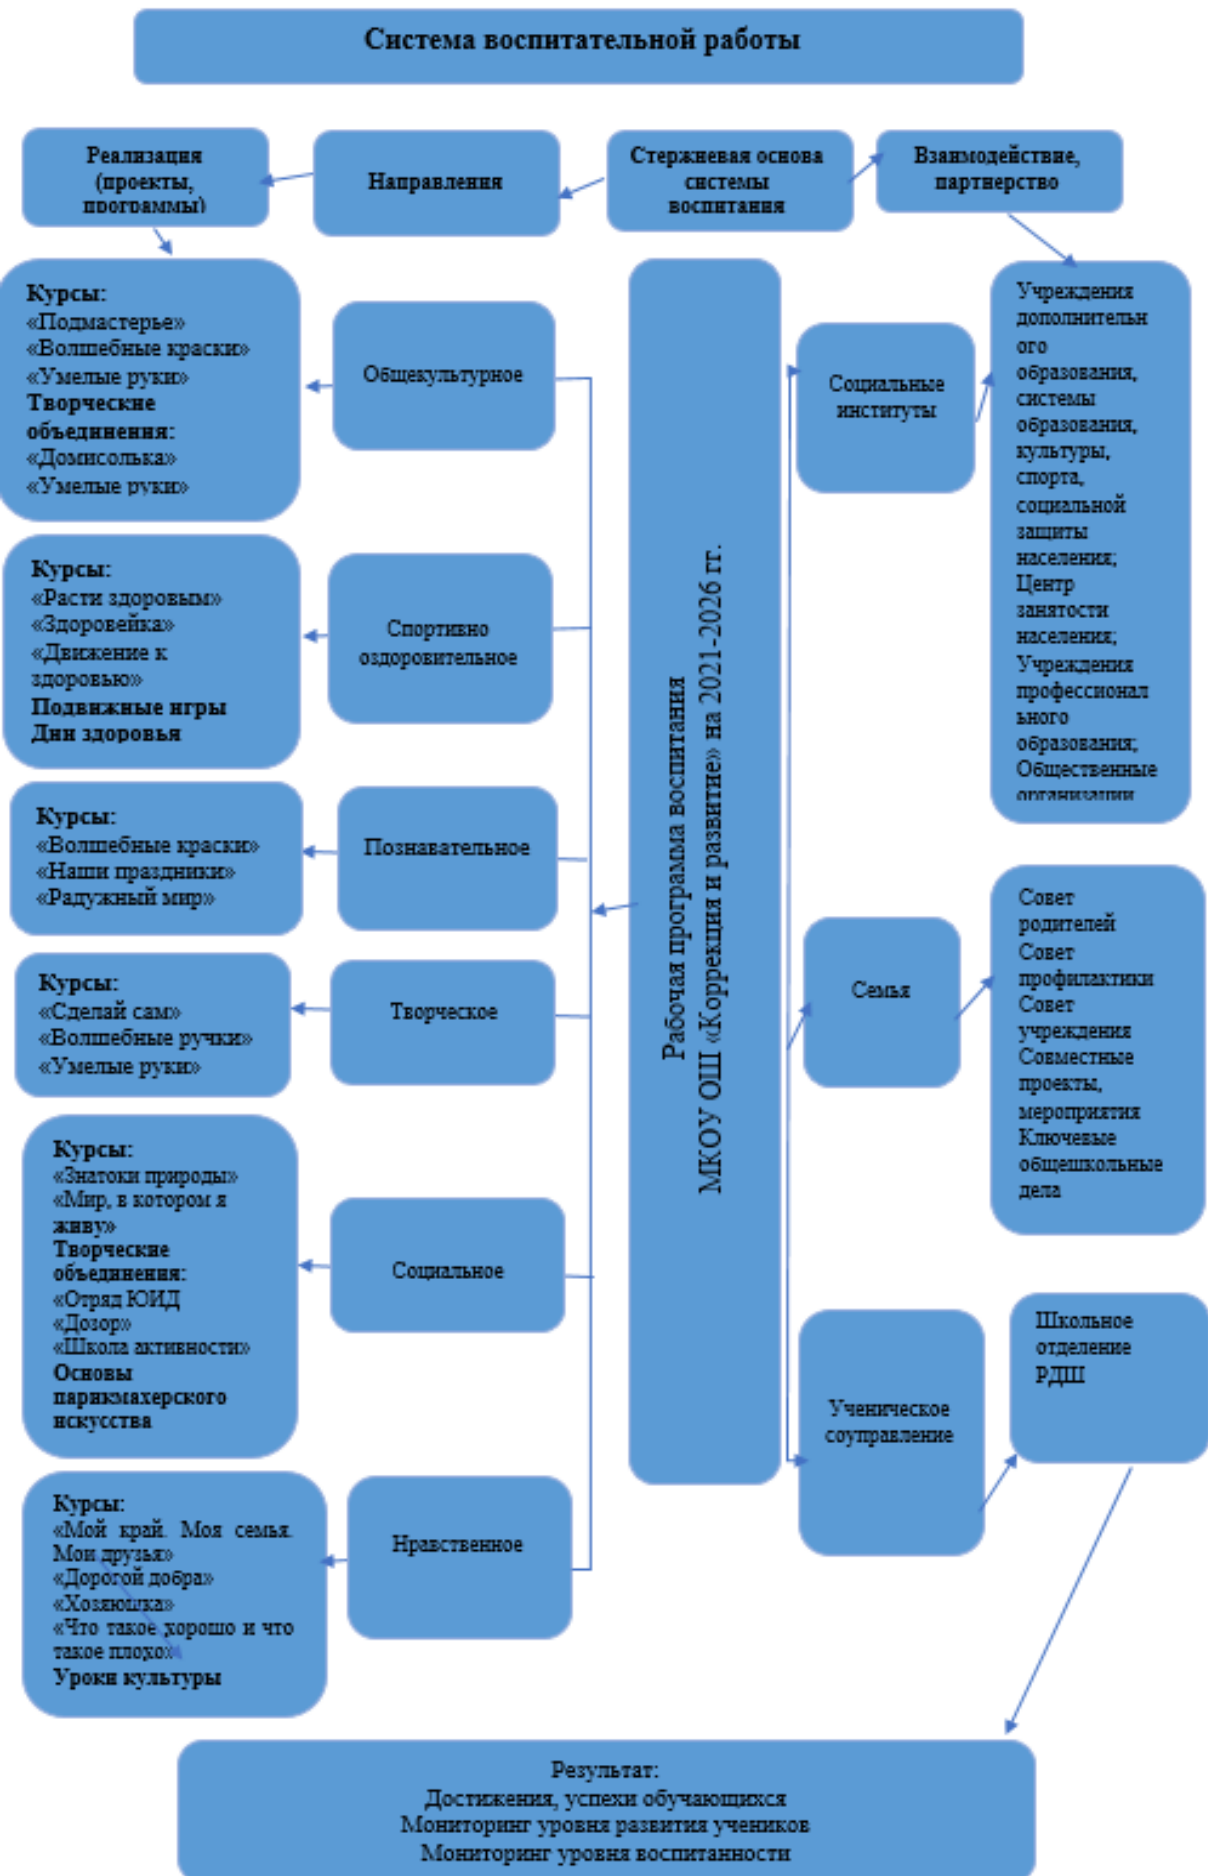 Система воспитательной работы
Реализация
(проекты,
программы)
Направления
Стержневая основа
системы
воспитания
Взаимодействие,
партнерство
Курсы:
«Подмастерье»
«Волшебные краски»
«Умелые руки»
Творческие
объединения:
«Домисолька»
«Умелые руки»
Общекультурное
Курсы:
«Расти здоровым»
«Здоровейка»
«Движение к
здоровью»
Подвижные игры
Дни здоровья
Спортивно
оздоровительное
Курсы:
«Волшебные краски»
«Наши праздники»
«Радужный мир»
Познавательное
Курсы:
«Сделай сам»
«Волшебные ручки»
«Умелые руки»
Творческое
Курсы:
«Знатоки природы»
«Мир, в котором я
живу»
Творческие
объединения:
«Отряд ЮИД
«Дозор»
«Школа активности»
Основы
парикмахерского
искусства
Социальное
Курсы:
«Мой край. Моя семья.
Мои друзья»
«Дорогой добра»
«Хозяюшка»
«Что такое хорошо и что
такое плохо»
Уроки культуры
Нравственное
Рабочая программа воспитания
МКОУ ОШ «Коррекция и развитие» на 2021-2026 гг.
Социальные
институты
Учреждения
дополнительн
ого
образования,
системы
образования,
культуры,
спорта,
социальной
защиты
населения;
Центр
занятости
населения;
Учреждения
профессионал
ьного
образования;
Общественные
организации
Семья
Совет
родителей
Совет
профилактики
Совет
учреждения
Совместные
проекты,
мероприятия
Ключевые
общешкольные
дела
Ученическое
соуправление
Школьное
отделение
РДШ
Результат:
Достижения, успехи обучающихся
Мониторинг уровня развития учеников
Мониторинг уровня воспитанности